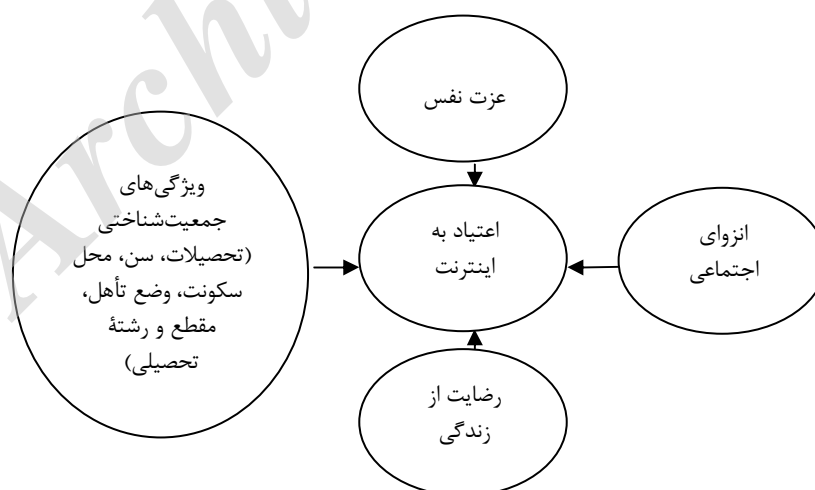 عزت نفس
ویژگی‌های
جمعیت‌شناختی
(تحصیلات، سن، محل
سکونت، وضع تأهل،
مقطع و رشتهٔ
تحصیلی)
اعتیاد به
اینترنت
انزوای
اجتماعی
رضایت از
زندگی